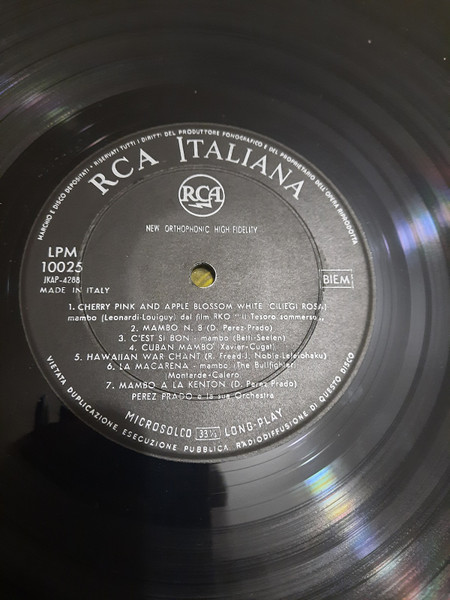 MARCHIO E DISCO DEPOSITATI • RISERVATI TUTTI I DIRITTI DEL PRODUTTORE FONOGRAFICO E DEL PROPRIETARIO DELL'OPERA RIPRODOTTA
RCA ITALIANA
RCA
NEW ORTHOPHONIC HIGH FIDELITY
LPM
10025
JKAP-4288
MADE IN ITALY
BIEM
1. CHERRY PINK AND APPLE BLOSSOM WHITE (CILIEGI ROSA)
mambo (Leonardi-Louiguy) dal film RKO "Il Tesoro sommerso"
2. MAMBO N. 8 (D. Perez-Prado)
3. C'EST SI BON - mambo (Betti-Seelen)
4. CUBAN MAMBO (Xavier-Cugat)
5. HAWAIIAN WAR CHANT (R. Freed-J. Noble-Leleiohaku)
6. LA MACARENA - mambo (The Bullfighter)
(Monterde-Calero)
7. MAMBO A LA KENTON (D. Perez Prado)
PEREZ PRADO e la sua Orchestra
MICROSOLCO 33⅓ LONG-PLAY
VIETATA DUPLICAZIONE, ESECUZIONE PUBBLICA, RADIODIFFUSIONE DI QUESTO DISCO